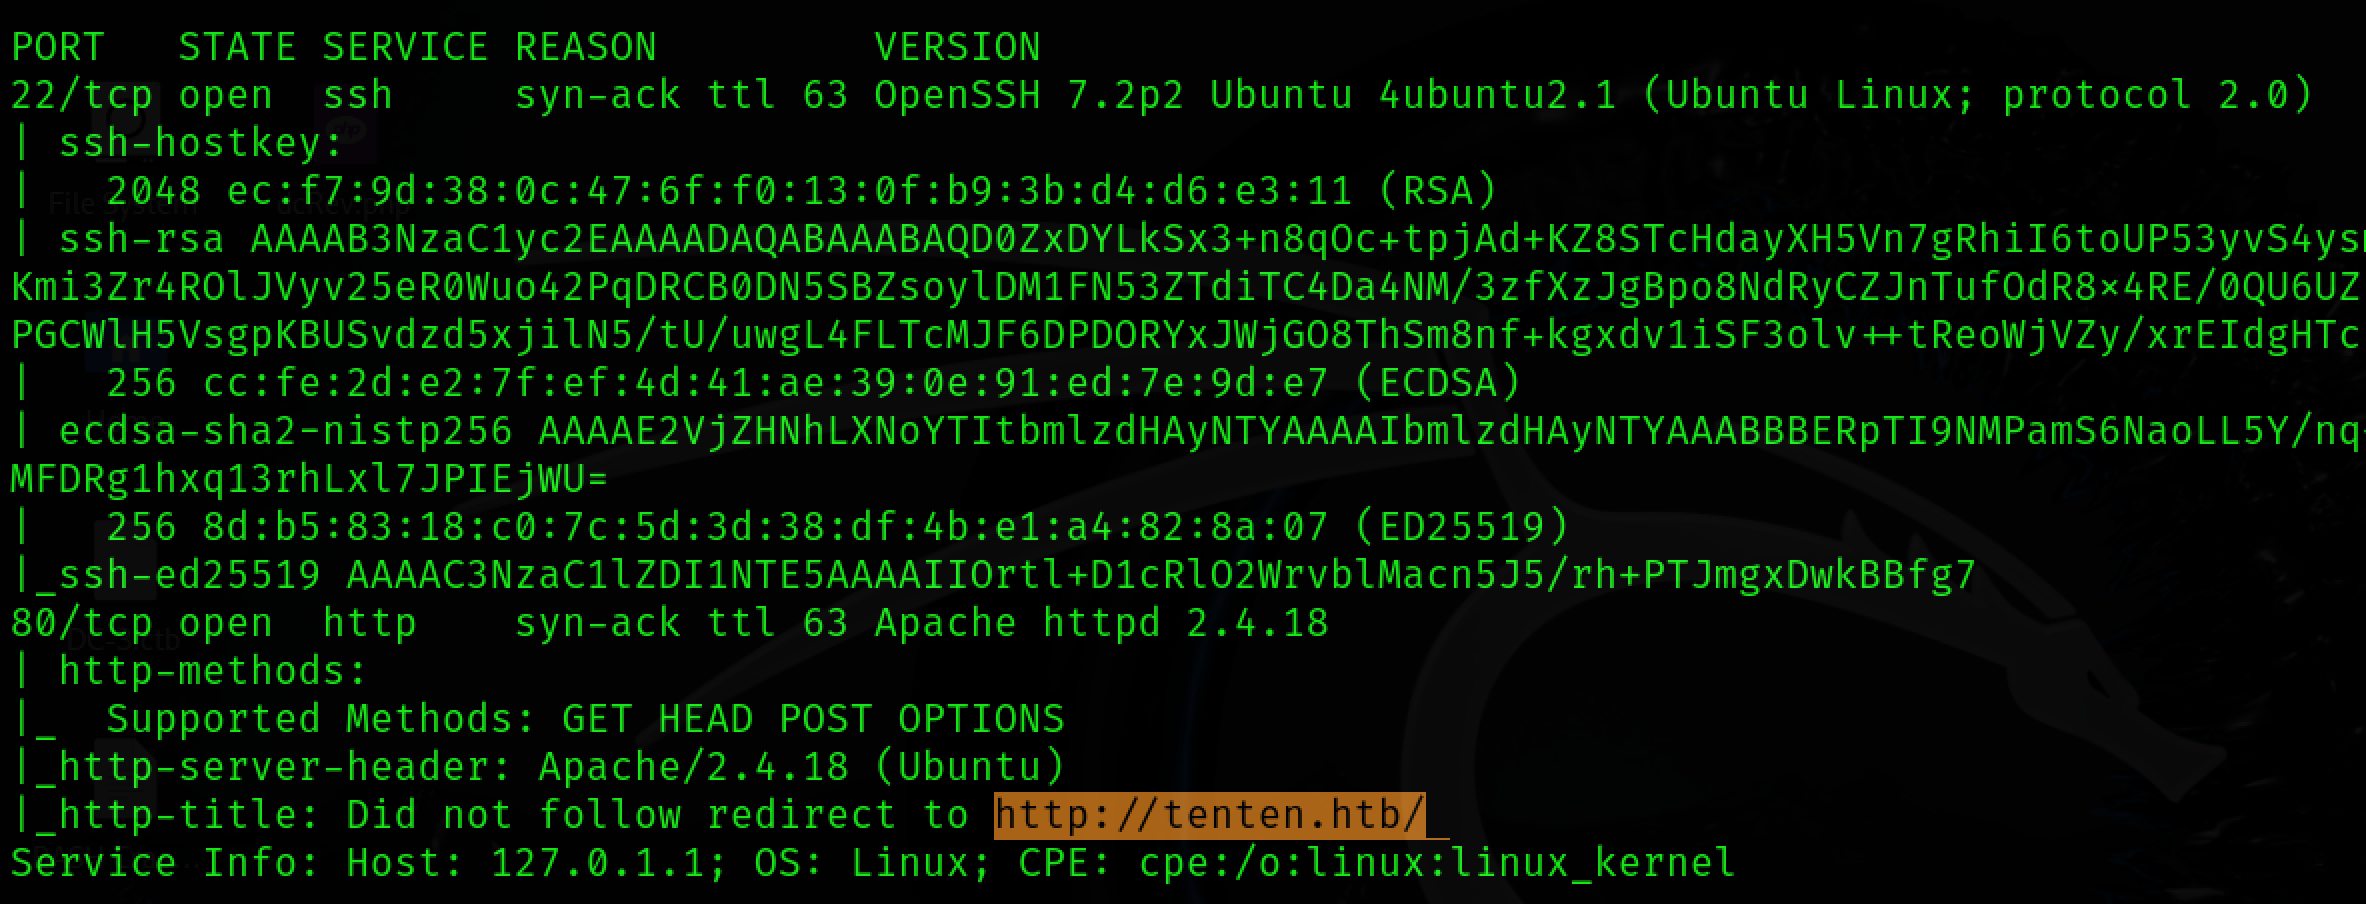 PORT   STATE SERVICE REASON         VERSION
22/tcp open  ssh     syn-ack ttl 63 OpenSSH 7.2p2 Ubuntu 4ubuntu2.1 (Ubuntu Linux; protocol 2.0)
| ssh-hostkey:
|   2048 ec:f7:9d:38:0c:47:6f:f0:13:0f:b9:3b:d4:d6:e3:11 (RSA)
| ssh-rsa AAAAB3NzaC1yc2EAAAADAQABAAABAQD0ZxDYLkSx3+n8qOc+tpjAd+KZ8STcHdayXH5Vn7gRhiI6toUP53yvS4ys
Kmi3Zr4ROlJVyv25eR0Wuo42PqDRCB0DN5SBZsoylDM1FN53ZTdiTC4Da4NM/3zfXzJgBpo8NdRyCZJnTufOdR8×4RE/0QU6UZ
PGCWlH5VsgpKBUSvdzd5xjilN5/tU/uwgL4FLTcMJF6DPDORYxJWjGO8ThSm8nf+kgxdv1iSF3olv++tReoWjVZy/xrEIdgHTc
|   256 cc:fe:2d:e2:7f:ef:4d:41:ae:39:0e:91:ed:7e:9d:e7 (ECDSA)
| ecdsa-sha2-nistp256 AAAAE2VjZHNhLXNoYTItbmlzdHAyNTYAAAAIbmlzdHAyNTYAAABBBERpTI9NMPamS6NaoLL5Y/nq
MFDRg1hxq13rhLxl7JPIEjWU=
|   256 8d:b5:83:18:c0:7c:5d:3d:38:df:4b:e1:a4:82:8a:07 (ED25519)
|_ssh-ed25519 AAAAC3NzaC1lZDI1NTE5AAAAIIOrtl+D1cRlO2WrvblMacn5J5/rh+PTJmgxDwkBBfg7
80/tcp open  http    syn-ack ttl 63 Apache httpd 2.4.18
| http-methods:
|_  Supported Methods: GET HEAD POST OPTIONS
|_http-server-header: Apache/2.4.18 (Ubuntu)
|_http-title: Did not follow redirect to http://tenten.htb/
Service Info: Host: 127.0.1.1; OS: Linux; CPE: cpe:/o:linux:linux_kernel